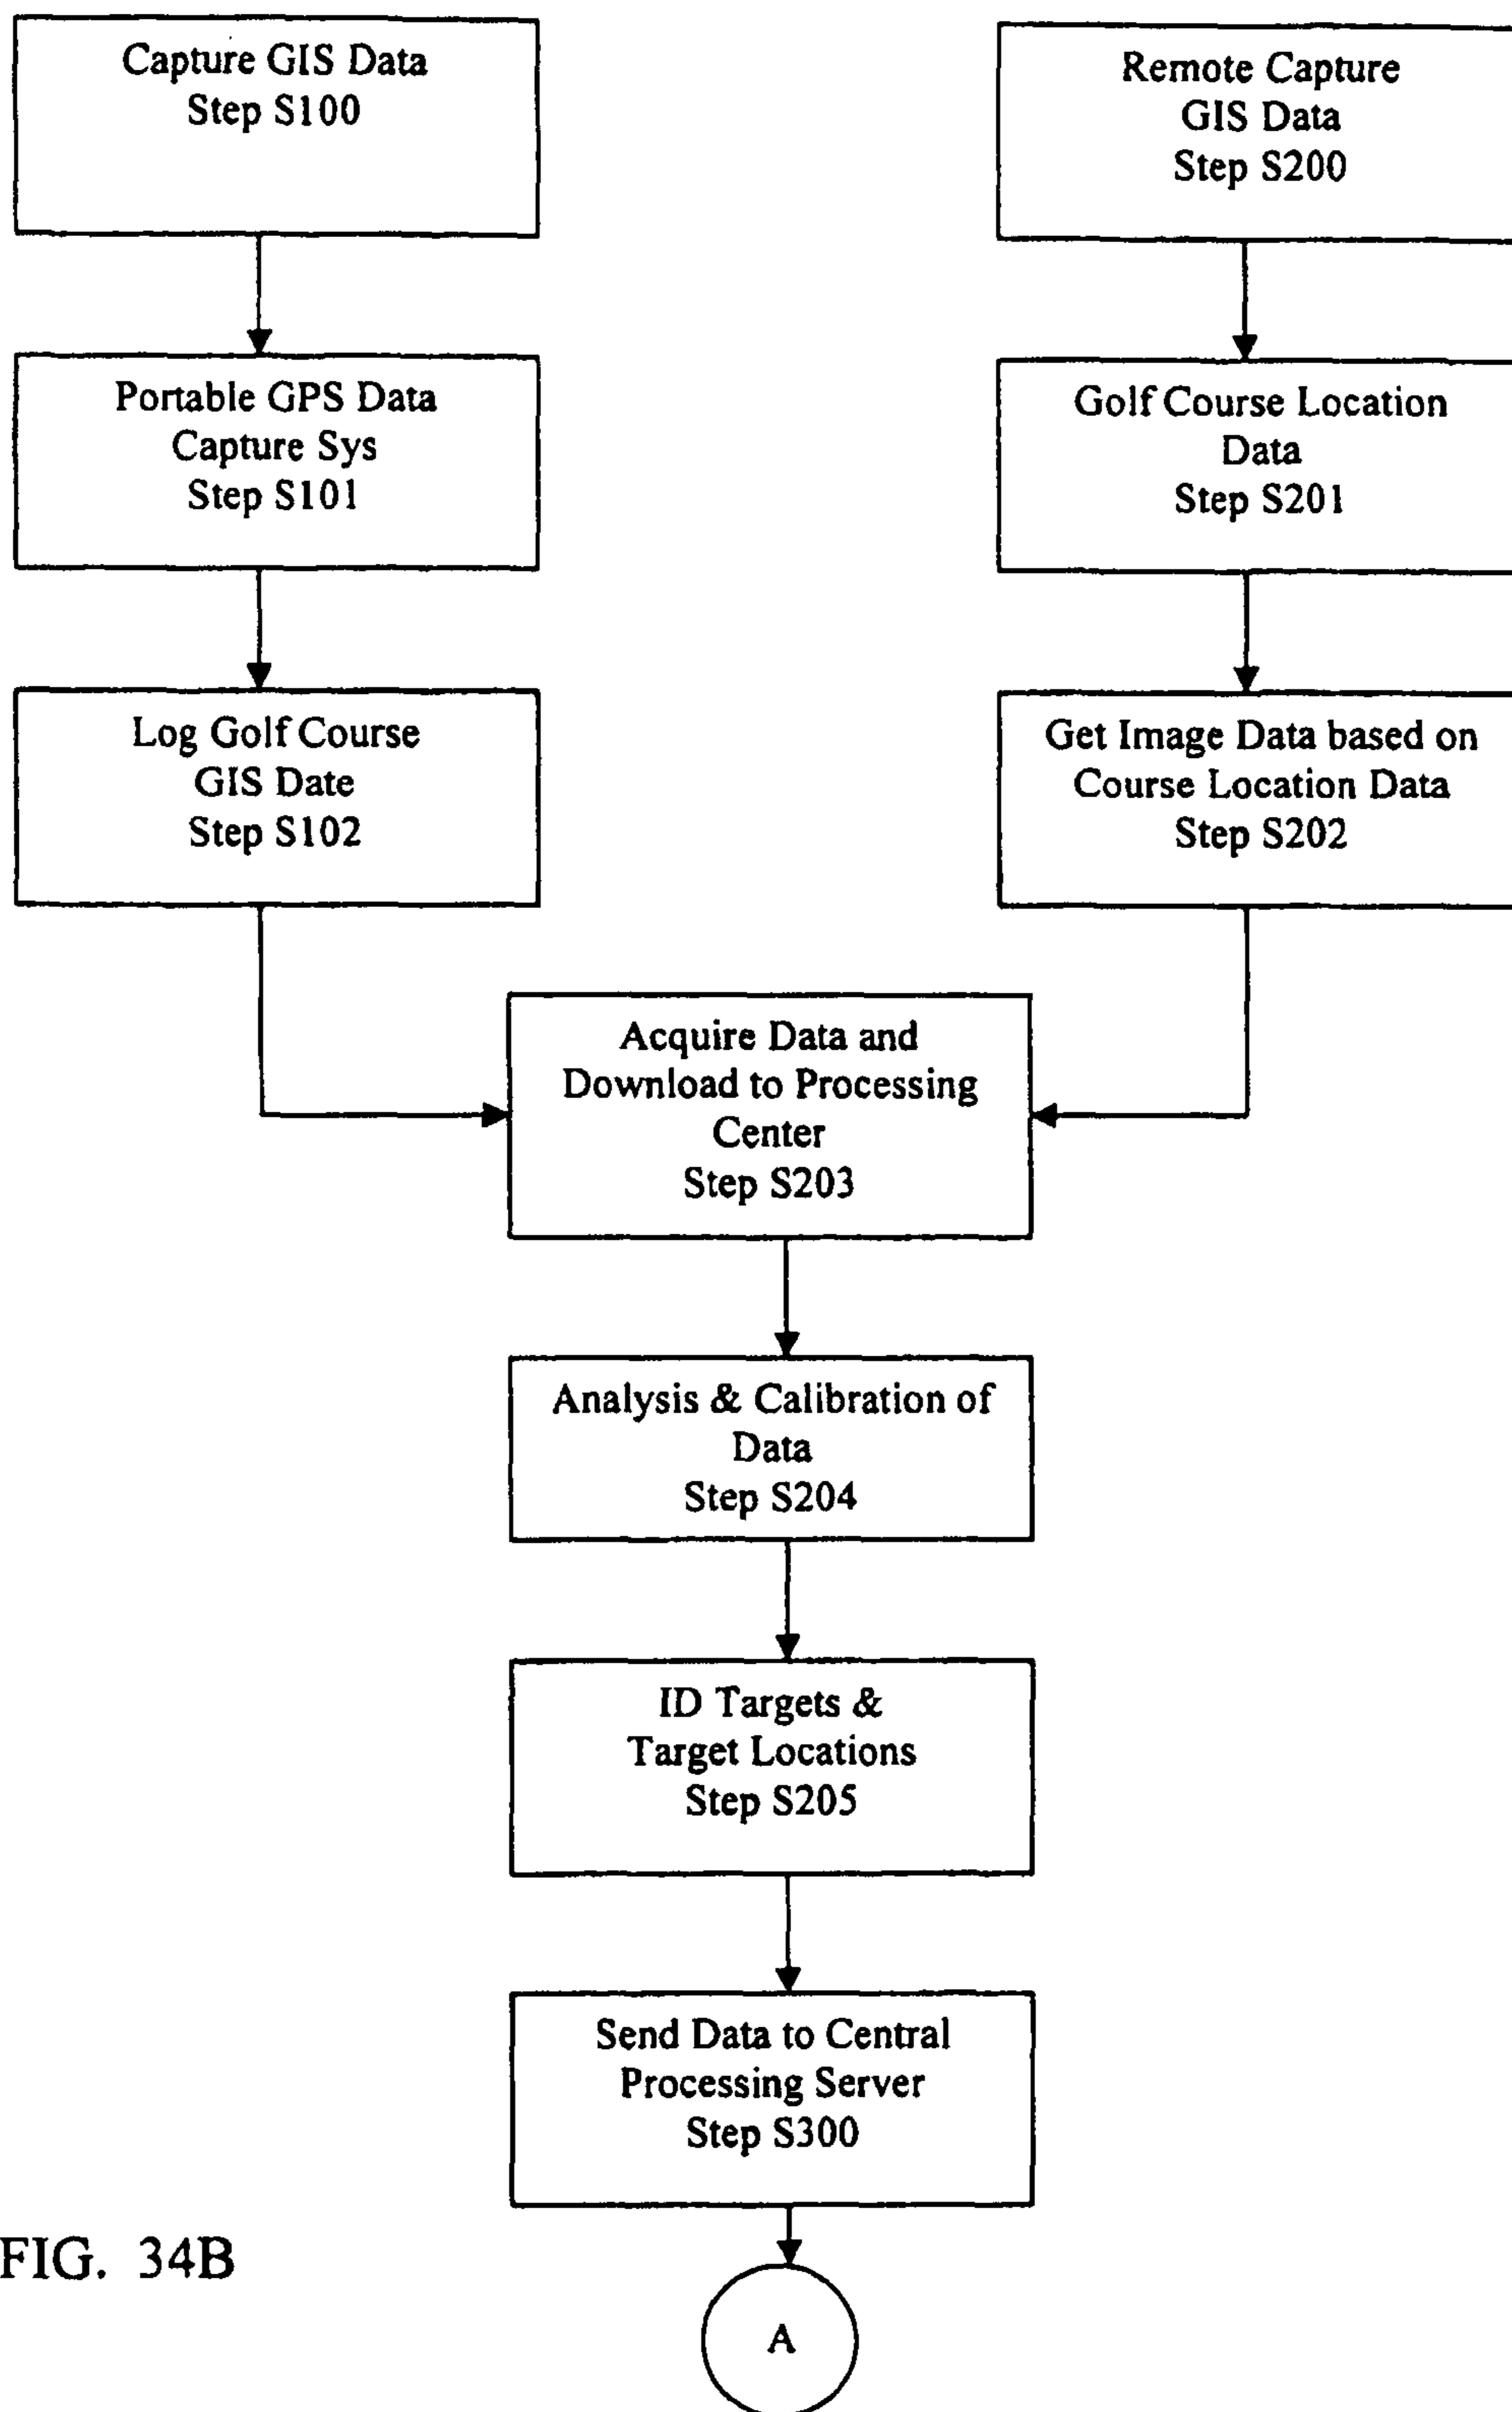 Capture GIS Data
Step S100
Remote Capture
GIS Data
Step S200
Portable GPS Data
Capture Sys
Step S101
Golf Course Location
Data
Step S201
Log Golf Course
GIS Date
Step S102
Get Image Data based on
Course Location Data
Step S202
Acquire Data and
Download to Processing
Center
Step S203
Analysis & Calibration of
Data
Step S204
ID Targets &
Target Locations
Step S205
Send Data to Central
Processing Server
Step S300
FIG. 34B
A